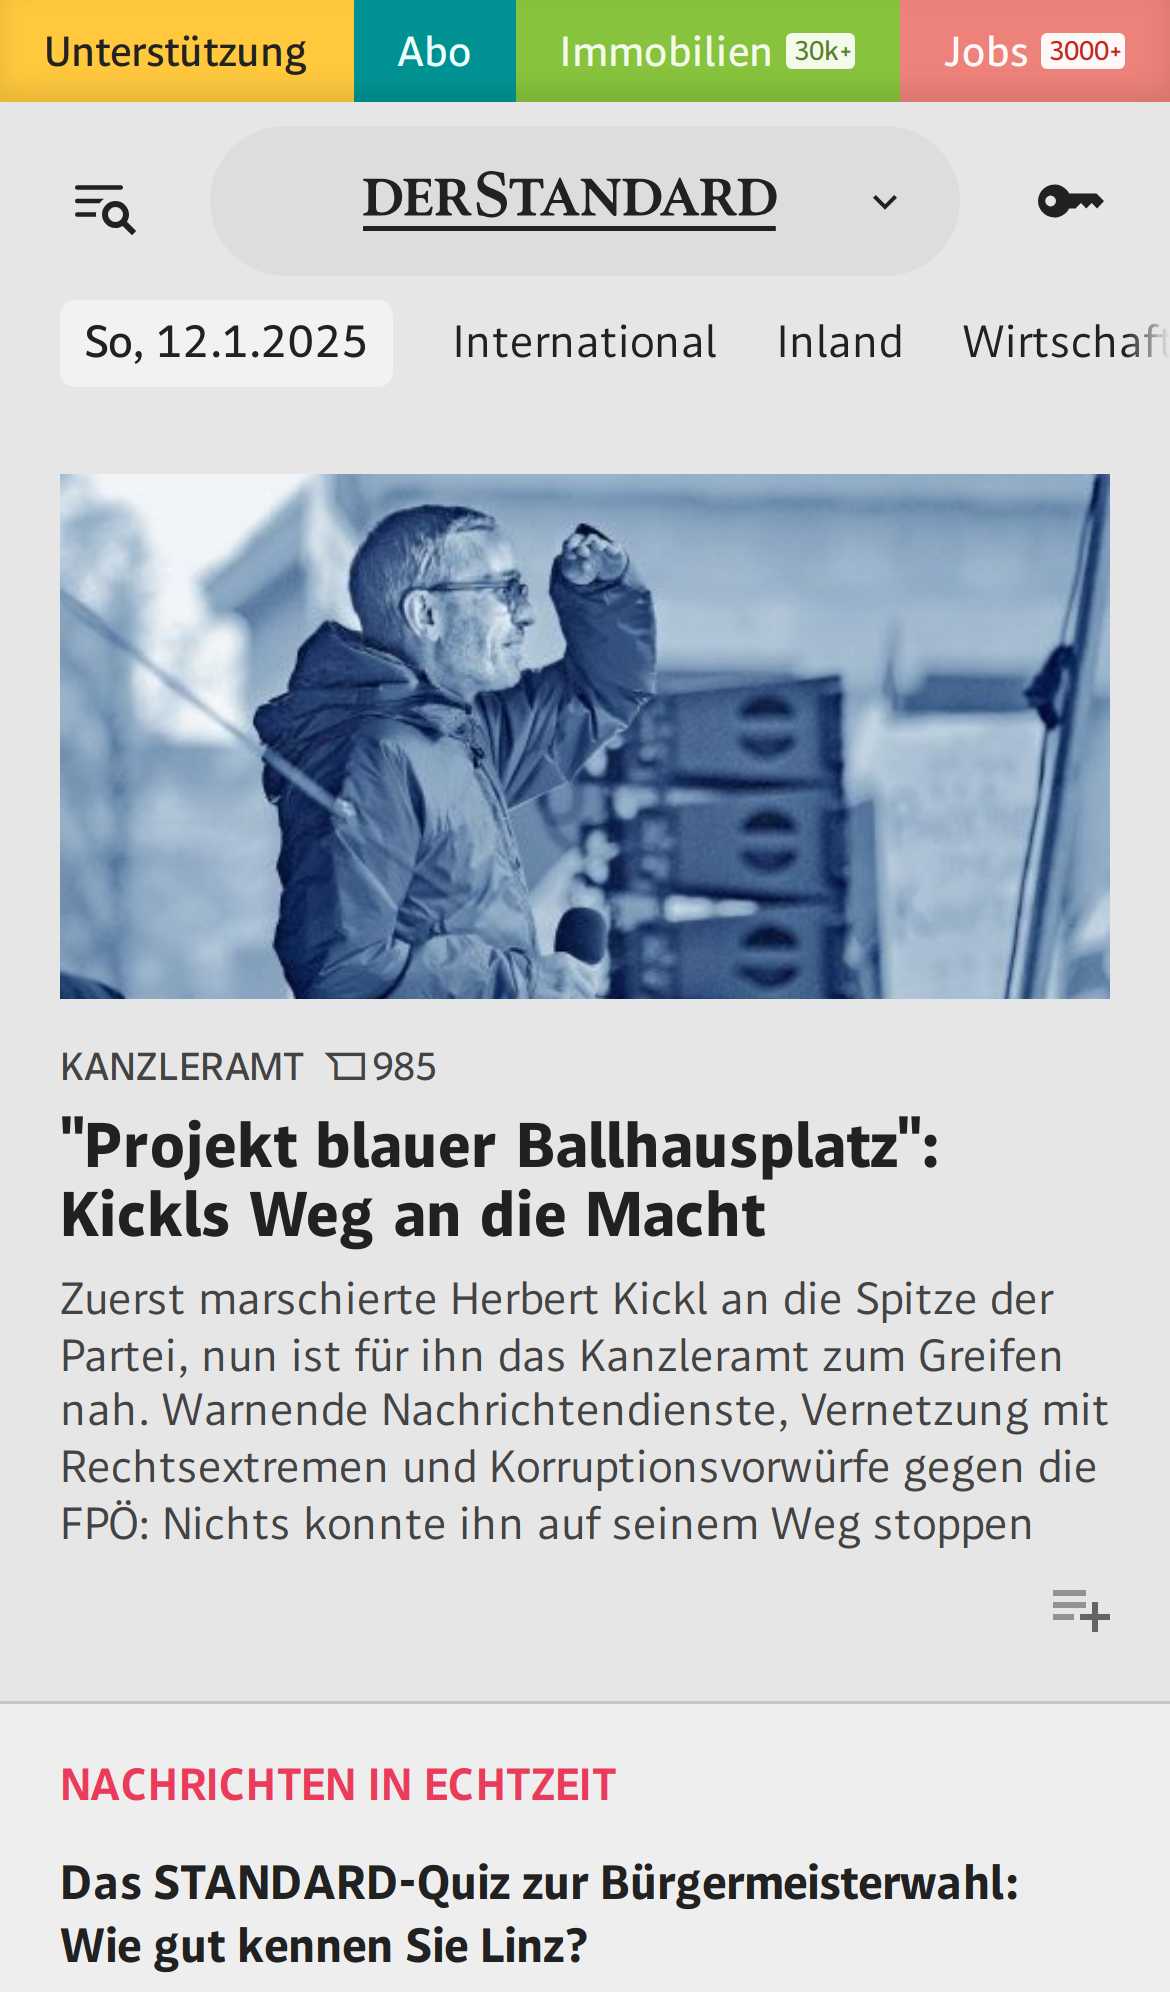 Unterstützung
Abo
Immobilien 30k+
Jobs 3000+
DERSTANDARD
So, 12.1.2025
International
Inland
Wirtschaft
KANZLERAMT 985
"Projekt blauer Ballhausplatz":
Kickls Weg an die Macht
Zuerst marschierte Herbert Kickl an die Spitze der
Partei, nun ist für ihn das Kanzleramt zum Greifen
nah. Warnende Nachrichtendienste, Vernetzung mit
Rechtsextremen und Korruptionsvorwürfe gegen die
FPÖ: Nichts konnte ihn auf seinem Weg stoppen
NACHRICHTEN IN ECHTZEIT
Das STANDARD-Quiz zur Bürgermeisterwahl:
Wie gut kennen Sie Linz?